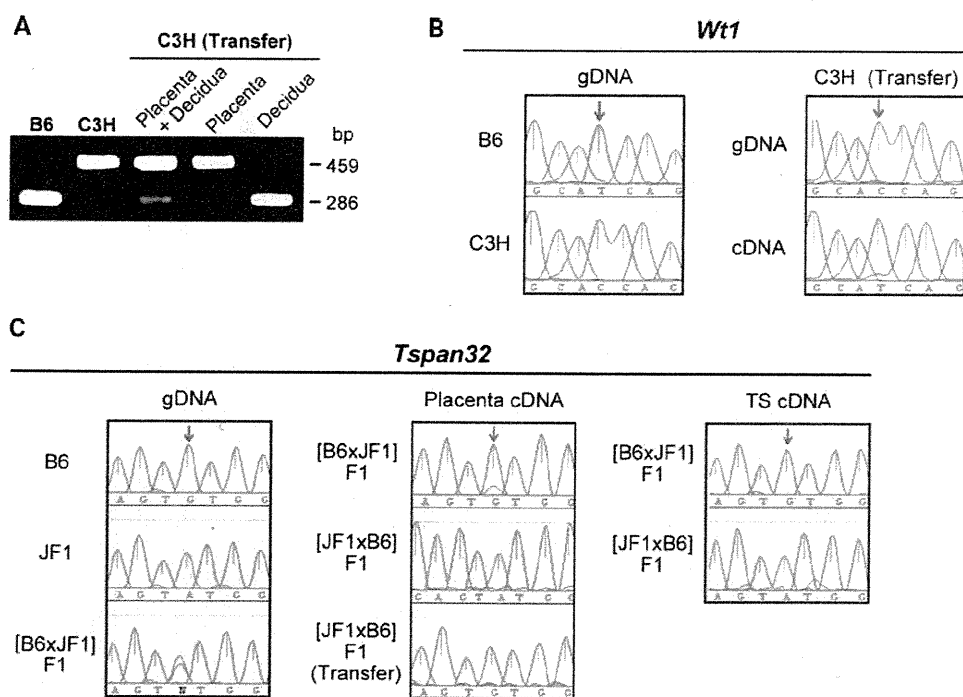 A
C3H (Transfer)
Placenta + Decidua
Placenta
Decidua
B6
C3H
bp
459
286
B
Wt1
gDNA
C3H (Transfer)
B6
G C A T C A G
gDNA
G C A C C A G
C3H
G C A C C A G
cDNA
G C A T C A G
C
Tspan32
gDNA
Placenta cDNA
TS cDNA
B6
A G T G T G G
[B6xJF1] F1
A G T G T G G
[B6xJF1] F1
A G T G T G G
JF1
A G T A T G G
[JF1xB6] F1
C A G T A T G G
[JF1xB6] F1
A G T A T G G
[B6xJF1] F1
A G T N T G G
[JF1xB6] F1 (Transfer)
A G T G T G G